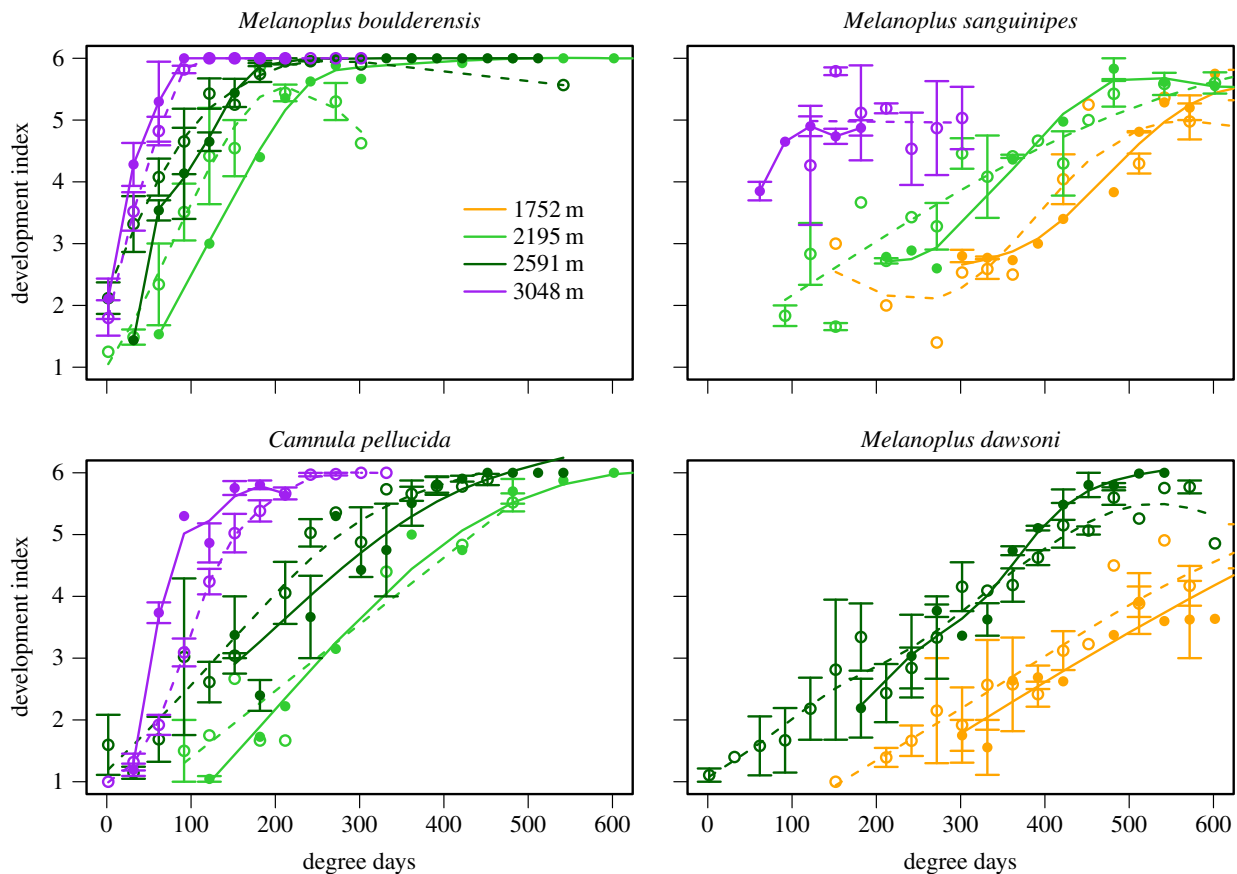 Melanoplus boulderensis
Melanoplus sanguinipes
development index
6
5
4
3
2
1
1752 m
2195 m
2591 m
3048 m
Camnula pellucida
Melanoplus dawsoni
development index
6
5
4
3
2
1
0 100 200 300 400 500 600
0 100 200 300 400 500 600
degree days
degree days